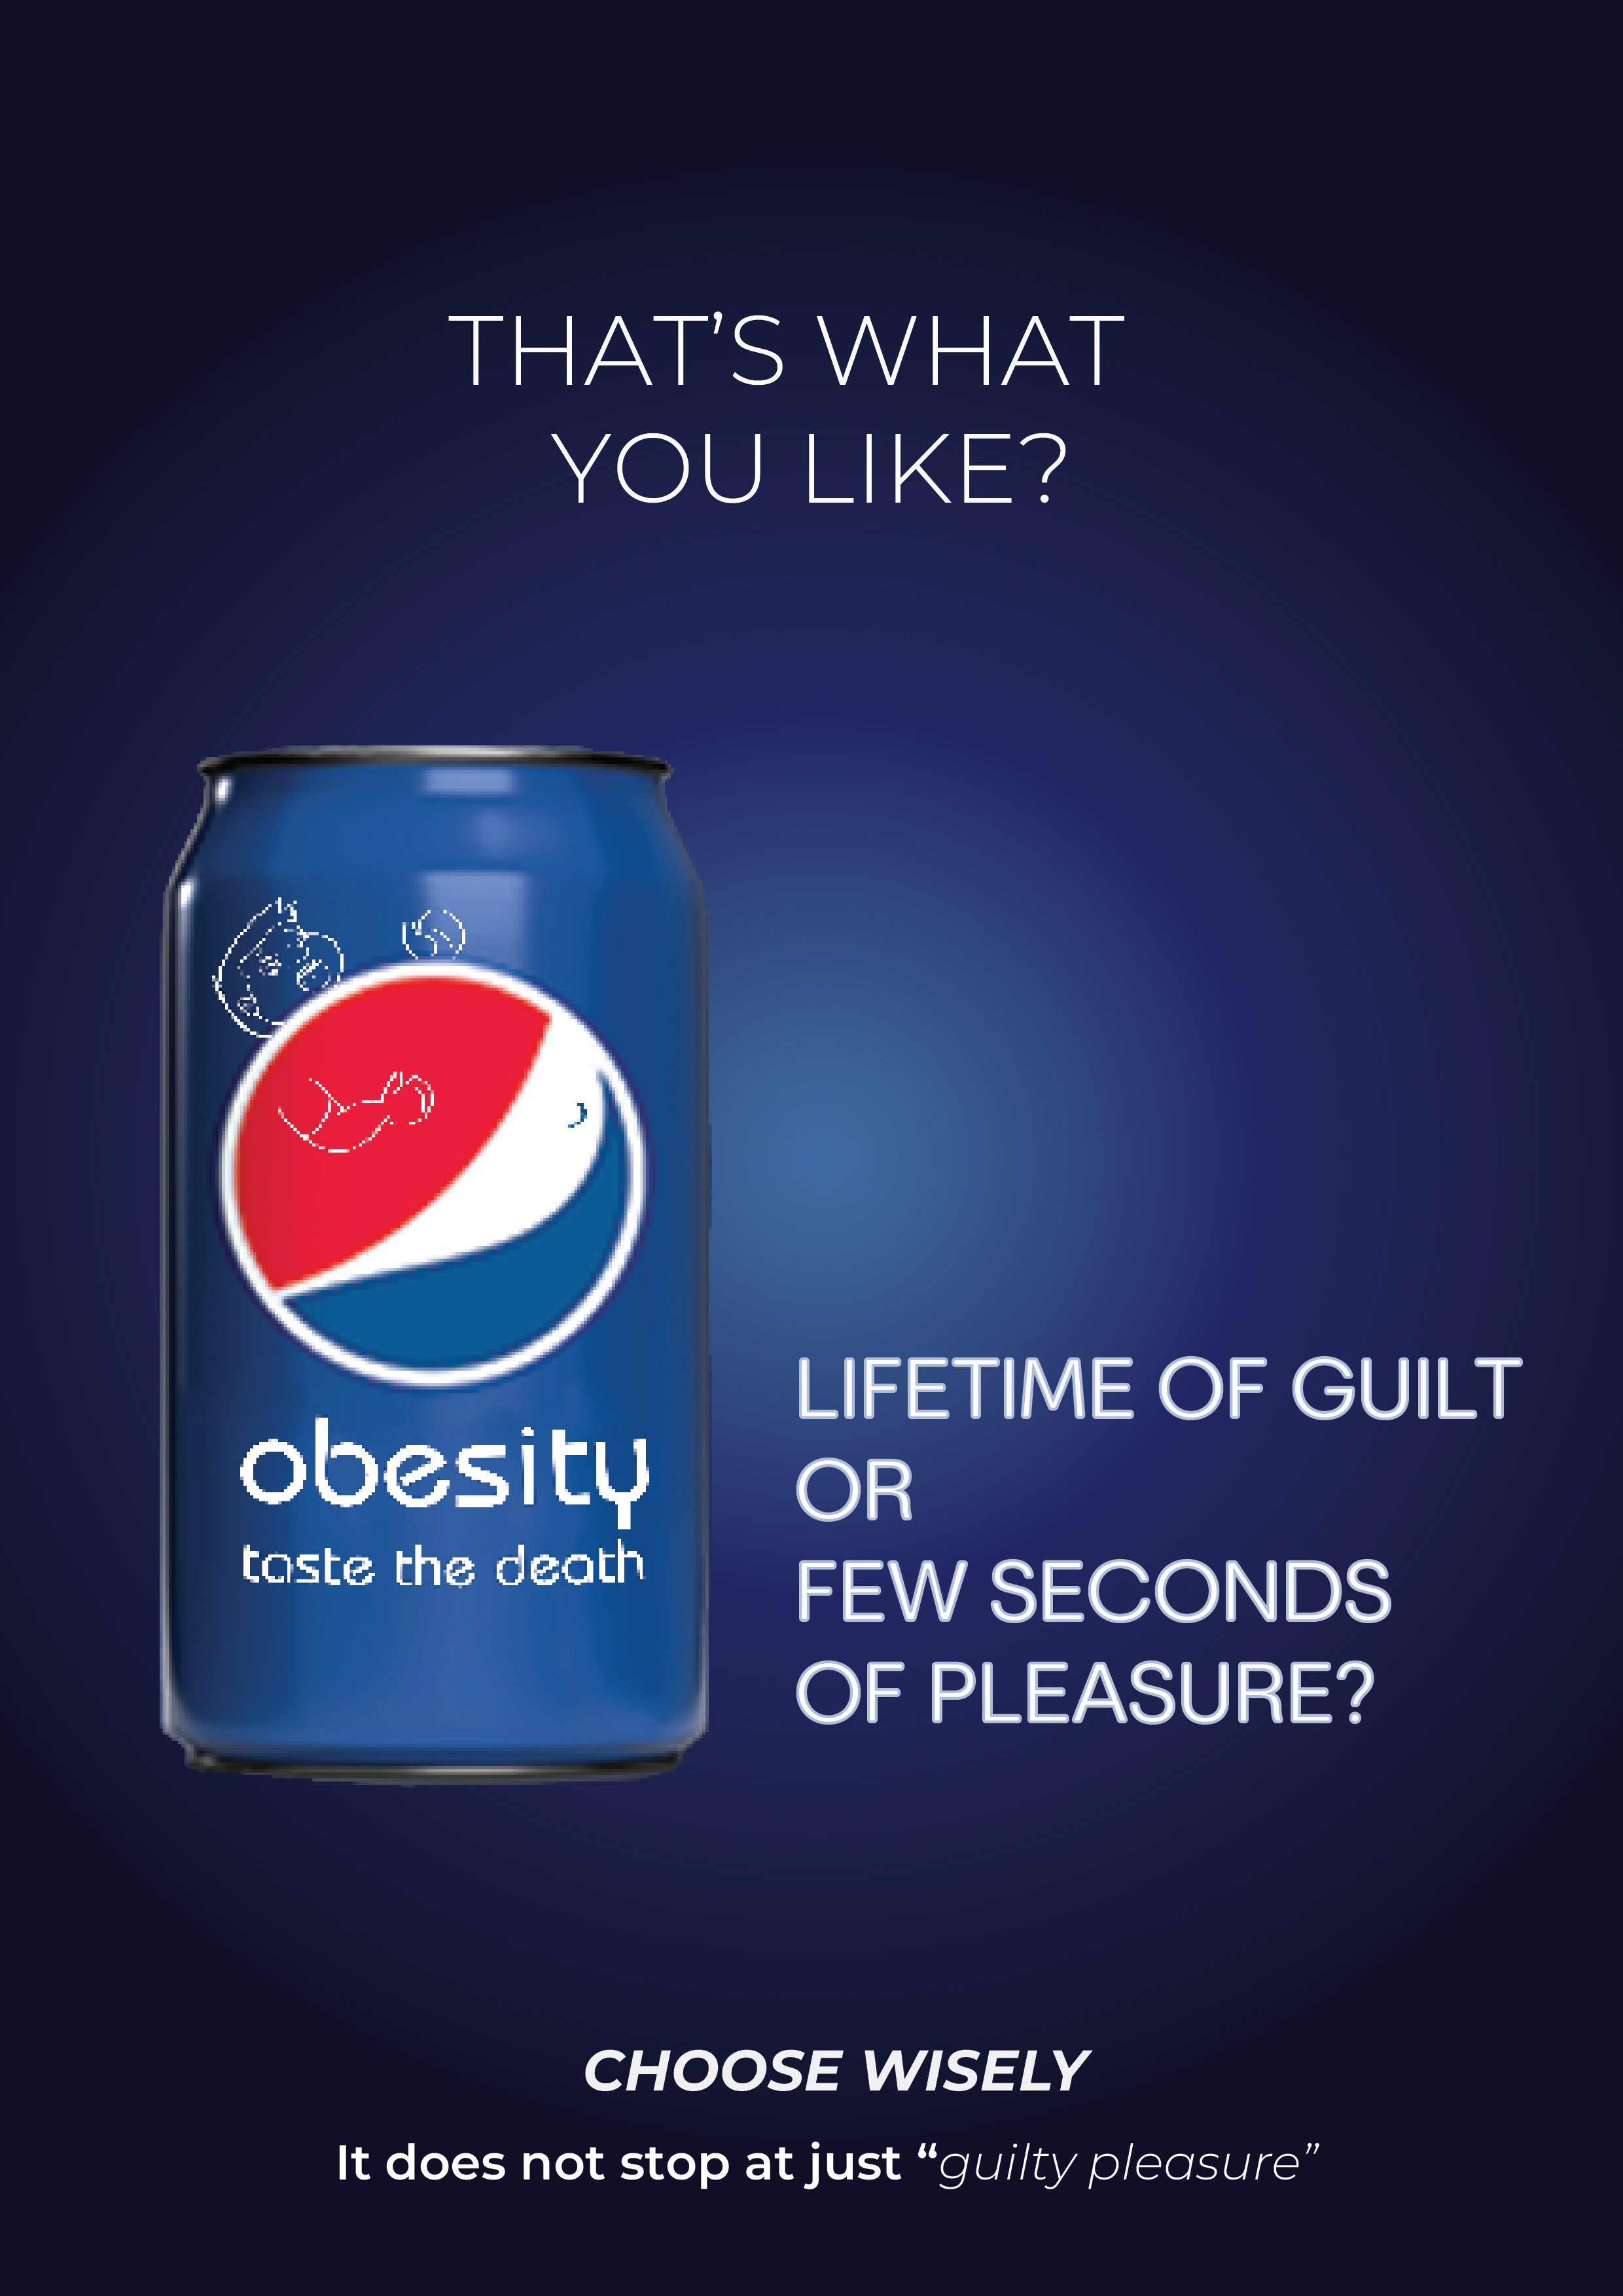 THAT’S WHAT
YOU LIKE?
obesity
taste the death
LIFETIME OF GUILT
OR
FEW SECONDS
OF PLEASURE?
CHOOSE WISELY
It does not stop at just “guilty pleasure”